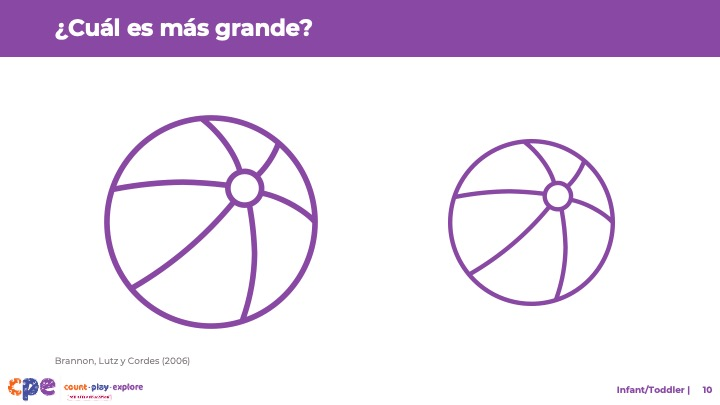 ¿Cuál es más grande?
Brannon, Lutz y Cordes (2006)
cpe
count·play·explore
Infant/Toddler | 10